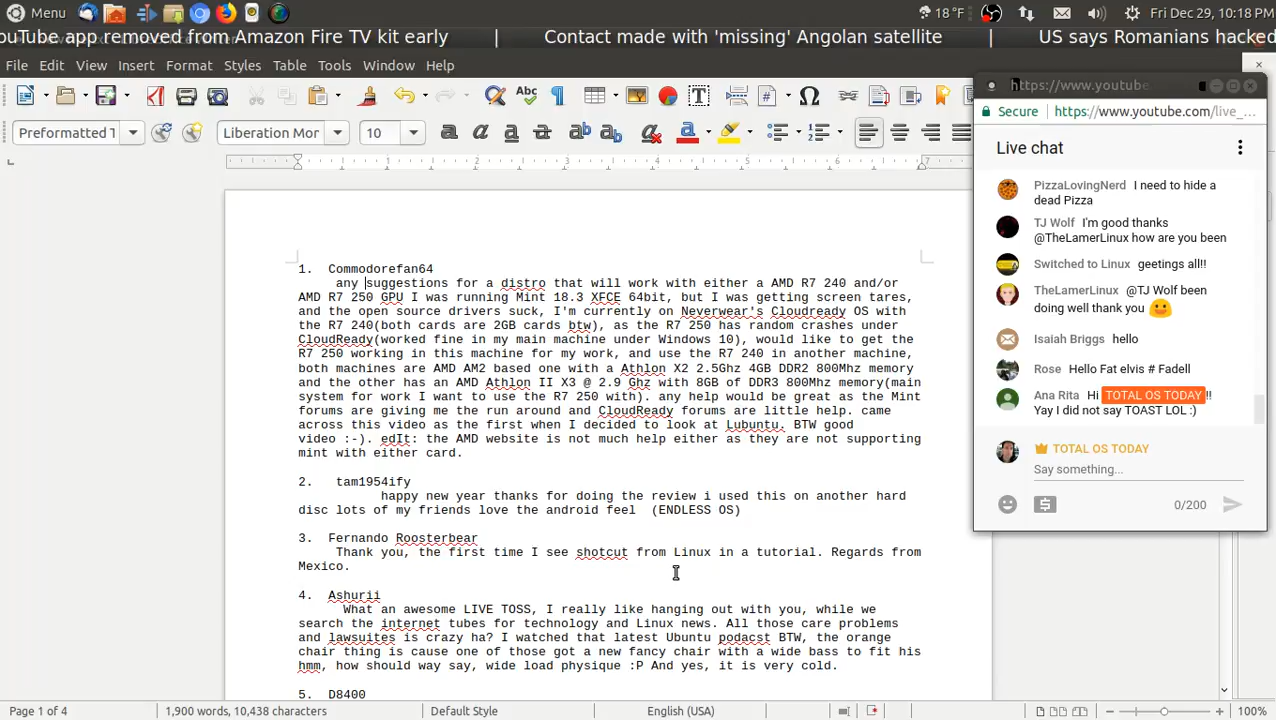 Menu
18 °F
Fri Dec 29, 10:18 PM
ouTube app removed from Amazon Fire TV kit early | Contact made with 'missing' Angolan satellite | US says Romanians hacked
File Edit View Insert Format Styles Table Tools Window Help
Preformatted T
Liberation Mor
10
1 2 3 4 5 6 7
1. Commodorefan64
any suggestions for a distro that will work with either a AMD R7 240 and/or
AMD R7 250 GPU I was running Mint 18.3 XFCE 64bit, but I was getting screen tares,
and the open source drivers suck, I'm currently on Neverwear's Cloudready OS with
the R7 240(both cards are 2GB cards btw), as the R7 250 has random crashes under
CloudReady(worked fine in my main machine under Windows 10), would like to get the
R7 250 working in this machine for my work, and use the R7 240 in another machine,
both machines are AMD AM2 based one with a Athlon X2 2.5Ghz 4GB DDR2 800Mhz memory
and the other has an AMD Athlon II X3 @ 2.9 Ghz with 8GB of DDR3 800Mhz memory(main
system for work I want to use the R7 250 with). any help would be great as the Mint
forums are giving me the run around and CloudReady forums are little help. came
across this video as the first when I decided to look at Lubuntu. BTW good
video :-). edIt: the AMD website is not much help either as they are not supporting
mint with either card.
2. tam1954ify
happy new year thanks for doing the review i used this on another hard
disc lots of my friends love the android feel (ENDLESS OS)
3. Fernando Roosterbear
Thank you, the first time I see shotcut from Linux in a tutorial. Regards from
Mexico.
4. Ashurii
What an awesome LIVE TOSS, I really like hanging out with you, while we
search the internet tubes for technology and Linux news. All those care problems
and lawsuites is crazy ha? I watched that latest Ubuntu podacst BTW, the orange
chair thing is cause one of those got a new fancy chair with a wide bass to fit his
hmm, how should way say, wide load physique :P And yes, it is very cold.
5. D8400
https://www.youtube.
Secure https://www.youtube.com/live_...
Live chat
PizzaLovingNerd I need to hide a
dead Pizza
TJ Wolf I'm good thanks
@TheLamerLinux how are you been
Switched to Linux geetings all!!
TheLamerLinux @TJ Wolf been
doing well thank you
Isaiah Briggs hello
Rose Hello Fat elvis # Fadell
Ana Rita Hi TOTAL OS TODAY!!
Yay I did not say TOAST LOL :)
TOTAL OS TODAY
Say something...
0/200
Page 1 of 4
1,900 words, 10,438 characters
Default Style
English (USA)
100%